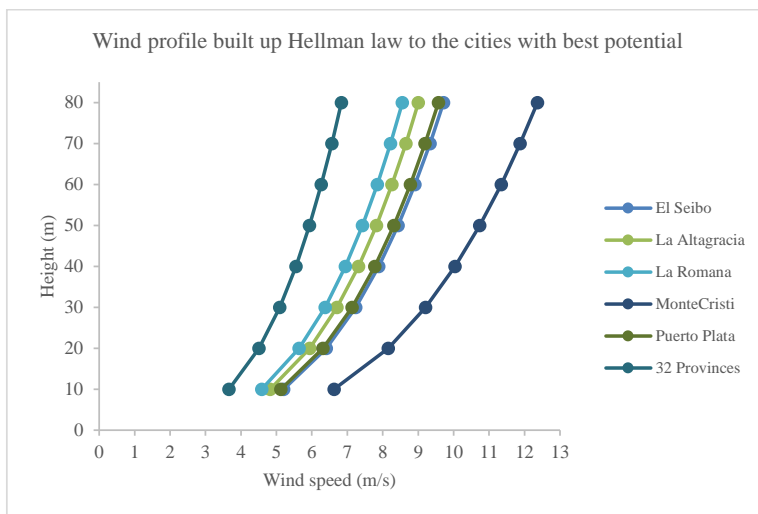 Wind profile built up Hellman law to the cities with best potential
80
70
60
50
40
30
20
10
0
Height (m)
0 1 2 3 4 5 6 7 8 9 10 11 12 13
Wind speed (m/s)
El Seibo
La Altagracia
La Romana
MonteCristi
Puerto Plata
32 Provinces